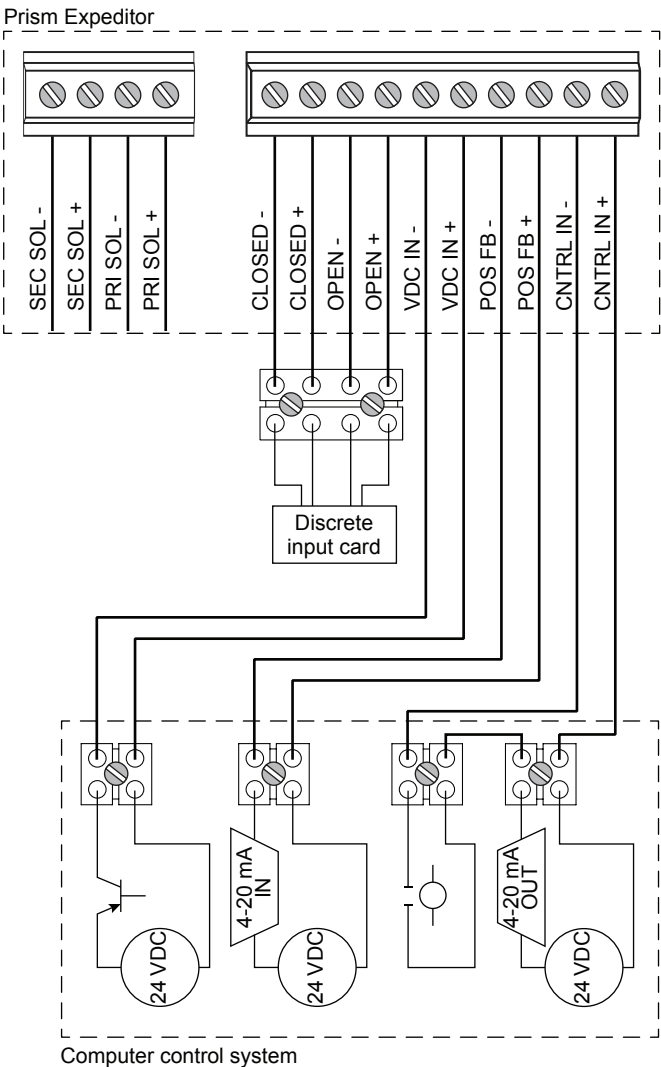 Prism Expeditor
SEC SOL -
SEC SOL +
PRI SOL -
PRI SOL +
CLOSED -
CLOSED +
OPEN -
OPEN +
VDC IN -
VDC IN +
POS FB -
POS FB +
CNTRL IN -
CNTRL IN +
Discrete
input card
24 VDC
4-20 mA
IN
24 VDC
4-20 mA
OUT
24 VDC
Computer control system